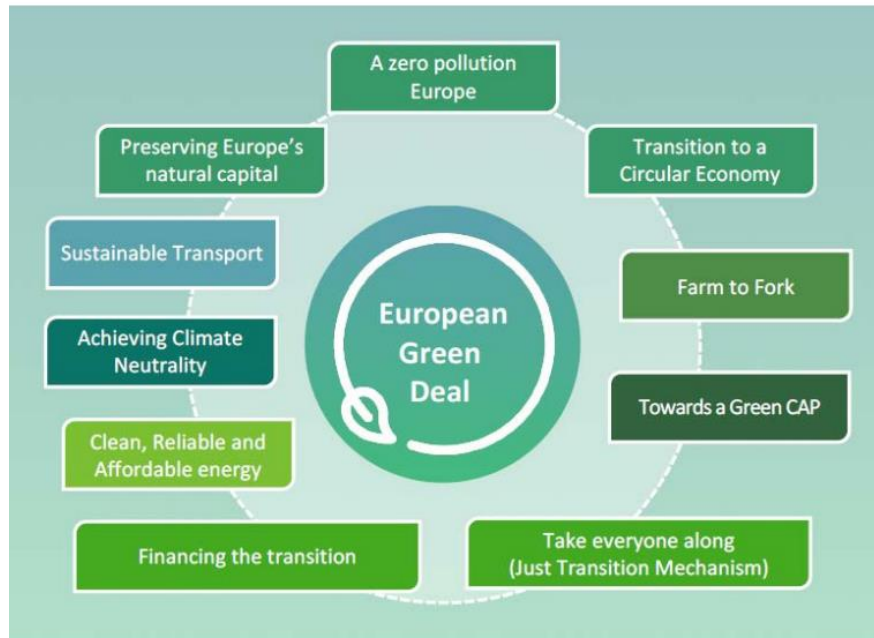 A zero pollution
Europe
Preserving Europe's
natural capital
Transition to a
Circular Economy
Sustainable Transport
Farm to Fork
European
Green
Deal
Achieving Climate
Neutrality
Towards a Green CAP
Clean, Reliable and
Affordable energy
Financing the transition
Take everyone along
(Just Transition Mechanism)